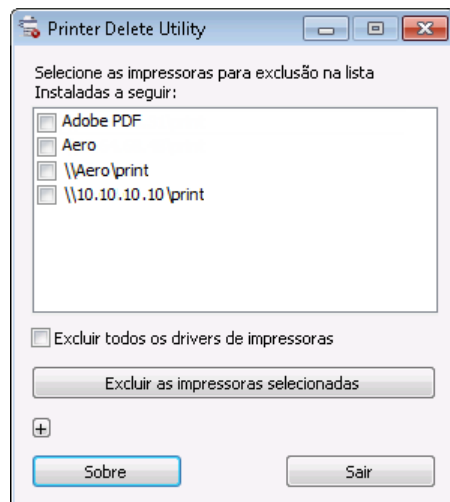 Printer Delete Utility
Selecione as impressoras para exclusão na lista
Instaladas a seguir:
Adobe PDF
Aero
\\Aero\print
\\10.10.10.10\print
Excluir todos os drivers de impressoras
Excluir as impressoras selecionadas
Sobre
Sair